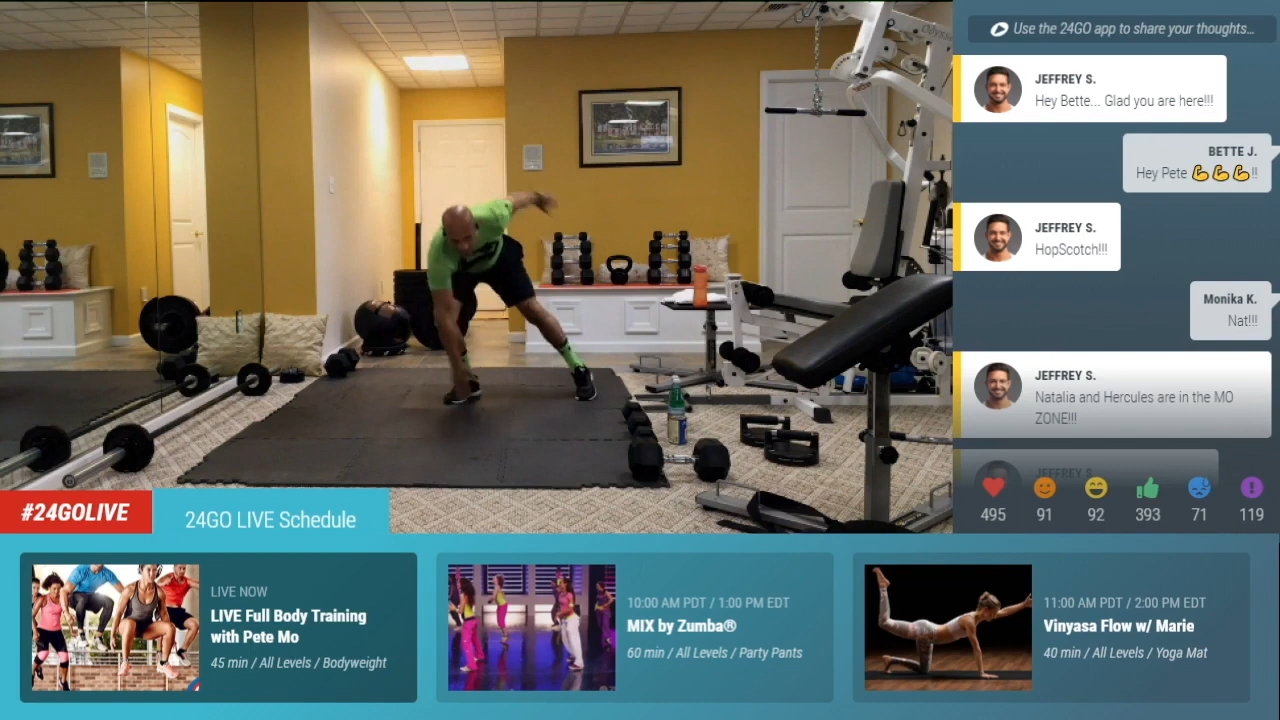 Use the 24GO app to share your thoughts...
JEFFREY S.
Hey Bette... Glad you are here!!!
BETTE J.
Hey Pete 💪💪💪!!
JEFFREY S.
HopScotch!!!
Monika K.
Nat!!!
JEFFREY S.
Natalia and Hercules are in the MO
ZONE!!!
JEFFREY S.
495 91 92 393 71 119
#24GOLIVE
24GO LIVE Schedule
LIVE NOW
LIVE Full Body Training
with Pete Mo
45 min / All Levels / Bodyweight
10:00 AM PDT / 1:00 PM EDT
MIX by Zumba®
60 min / All Levels / Party Pants
11:00 AM PDT / 2:00 PM EDT
Vinyasa Flow w/ Marie
40 min / All Levels / Yoga Mat